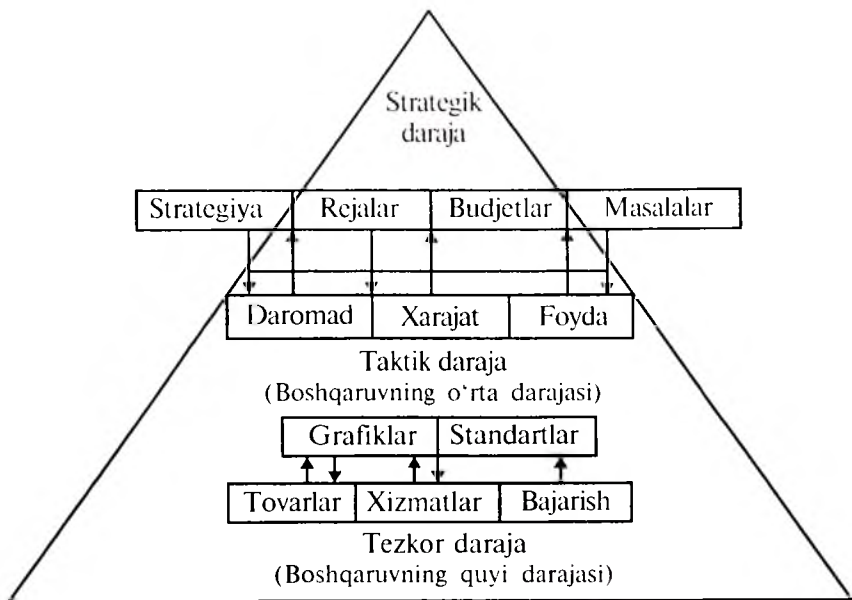 Strategik
daraja
Strategiya Rejalar Budjetlar Masalalar
Daromad Xarajat Foyda
Taktik daraja
(Boshqaruvning o‘rta darajasi)
Grafiklar Standartlar
Tovarlar Xizmatlar Bajarish
Tezkor daraja
(Boshqaruvning quyi darajasi)